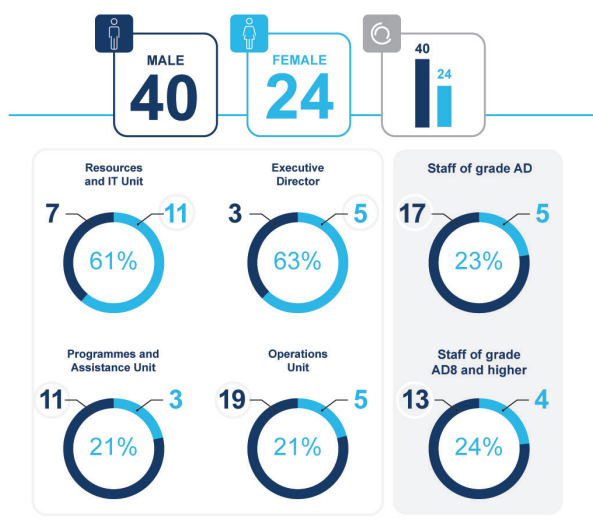 MALE
40
FEMALE
24
40
24
Resources
and IT Unit
7
11
61%
Executive
Director
3
5
63%
Staff of grade AD
17
5
23%
Programmes and
Assistance Unit
11
3
21%
Operations
Unit
19
5
21%
Staff of grade
AD8 and higher
13
4
24%